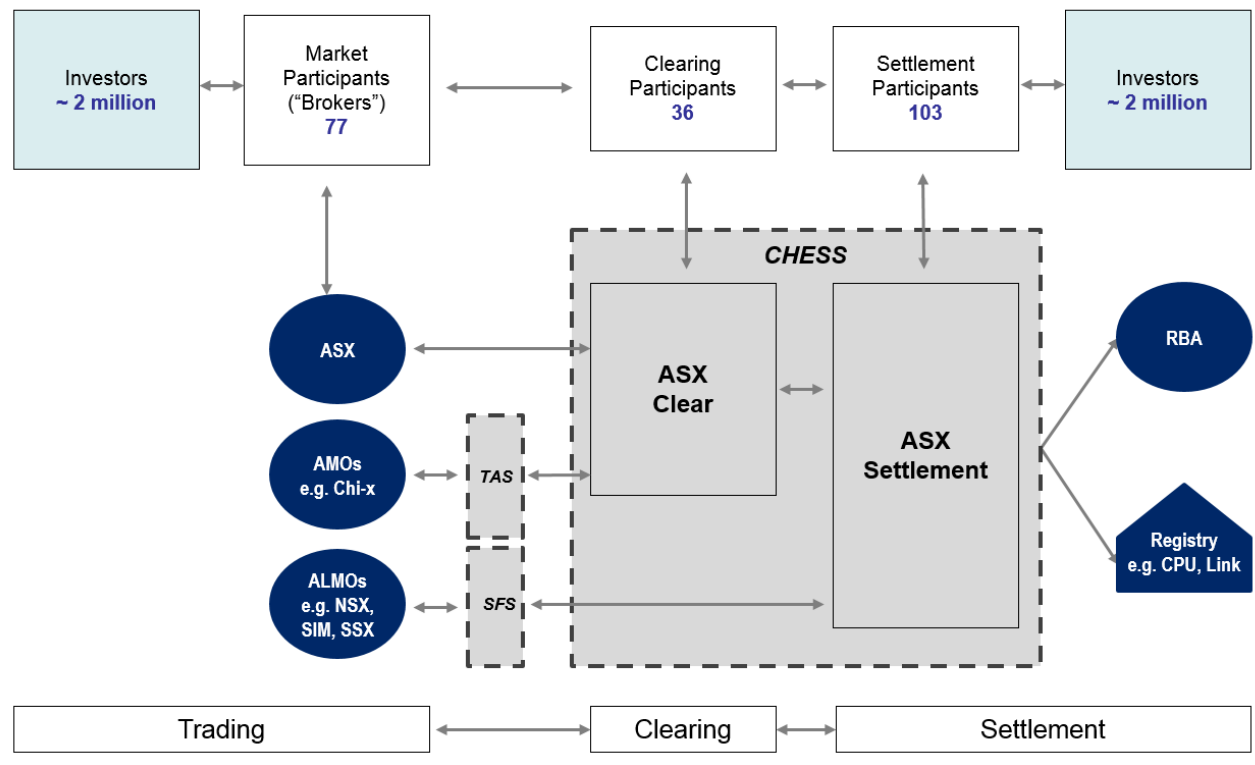 Investors
~ 2 million
Market
Participants
(“Brokers”)
77
Clearing
Participants
36
Settlement
Participants
103
Investors
~ 2 million
CHESS
ASX
ASX
Clear
ASX
Settlement
RBA
AMOs
e.g. Chi-x
TAS
Registry
e.g. CPU, Link
ALMOs
e.g. NSX,
SIM, SSX
SFS
Trading
Clearing
Settlement